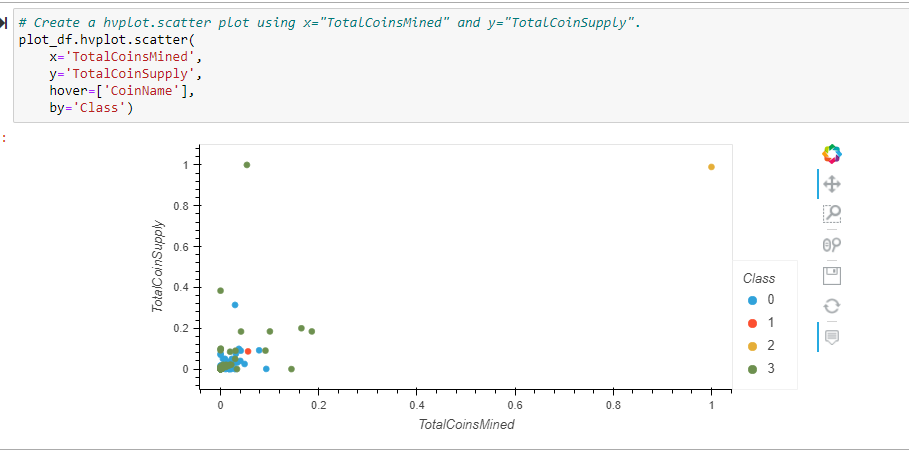 # Create a hvplot.scatter plot using x="TotalCoinsMined" and y="TotalCoinSupply".
plot_df.hvplot.scatter(
x='TotalCoinsMined',
y='TotalCoinSupply',
hover=['CoinName'],
by='Class')
:
TotalCoinSupply
1
0.8
0.6
0.4
0.2
0
0 0.2 0.4 0.6 0.8 1
TotalCoinsMined
Class
0
1
2
3